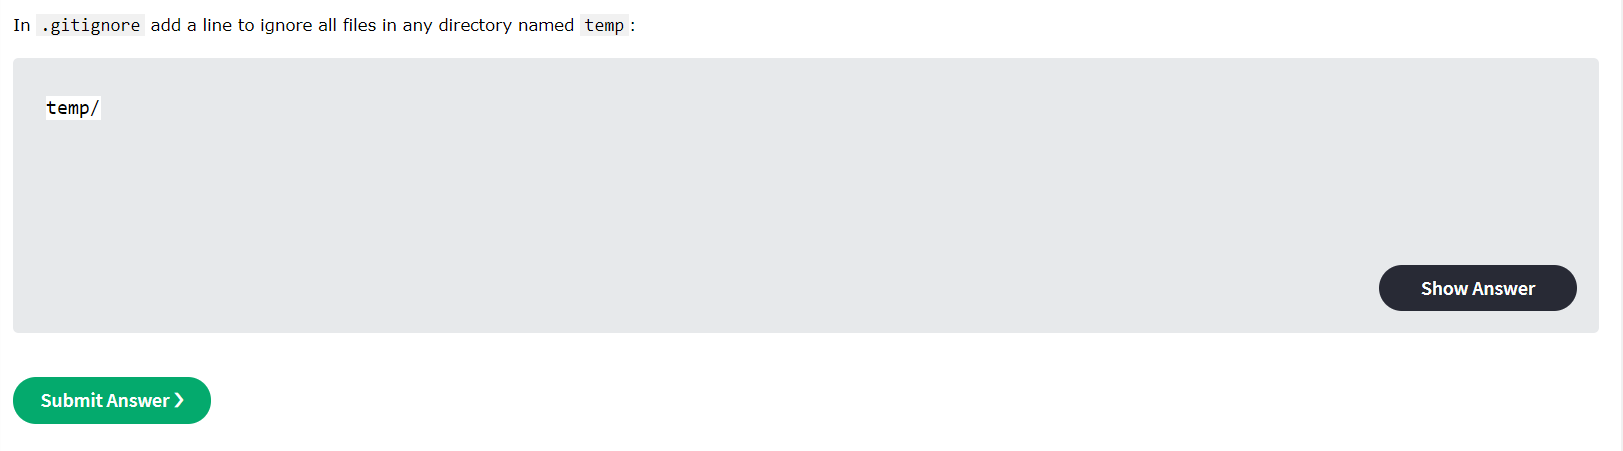 In .gitignore add a line to ignore all files in any directory named temp:
temp/
Show Answer
Submit Answer ❯